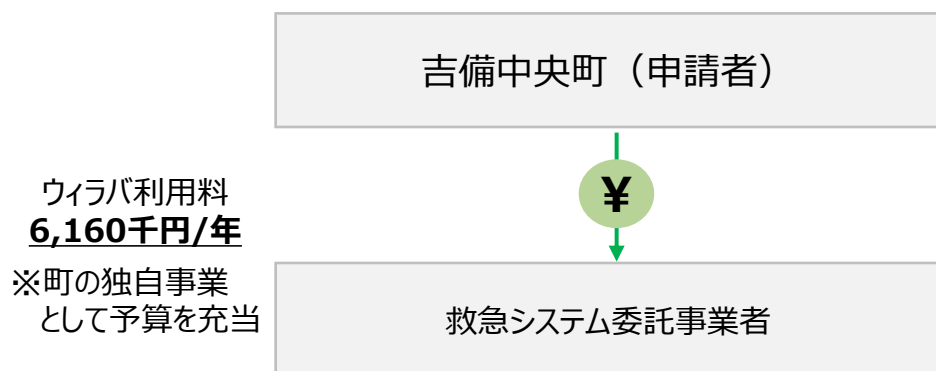 吉備中央町（申請者）
¥
ウィラバ利用料
6,160千円/年
※町の独自事業
として予算を充当
救急システム委託事業者